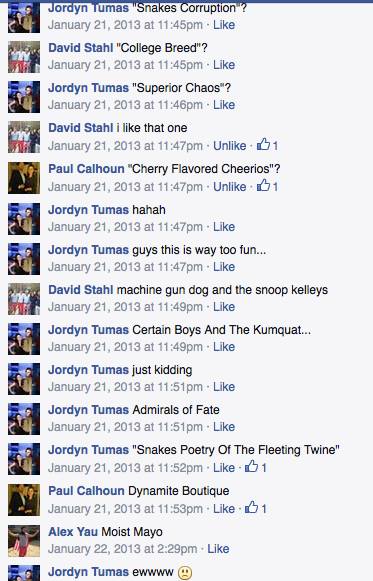 Jordyn Tumas "Snakes Corruption"?
January 21, 2013 at 11:45pm · Like
David Stahl "College Breed"?
January 21, 2013 at 11:45pm · Like
Jordyn Tumas "Superior Chaos"?
January 21, 2013 at 11:46pm · Like
David Stahl i like that one
January 21, 2013 at 11:47pm · Unlike · 1
Paul Calhoun "Cherry Flavored Cheerios"?
January 21, 2013 at 11:47pm · Unlike · 1
Jordyn Tumas hahah
January 21, 2013 at 11:47pm · Like
Jordyn Tumas guys this is way too fun...
January 21, 2013 at 11:47pm · Like
David Stahl machine gun dog and the snoop kelleys
January 21, 2013 at 11:49pm · Like
Jordyn Tumas Certain Boys And The Kumquat...
January 21, 2013 at 11:49pm · Like
Jordyn Tumas just kidding
January 21, 2013 at 11:51pm · Like
Jordyn Tumas Admirals of Fate
January 21, 2013 at 11:51pm · Like
Jordyn Tumas "Snakes Poetry Of The Fleeting Twine"
January 21, 2013 at 11:52pm · Like · 1
Paul Calhoun Dynamite Boutique
January 21, 2013 at 11:53pm · Like · 1
Alex Yau Moist Mayo
January 22, 2013 at 2:29pm · Like
Jordyn Tumas ewwww